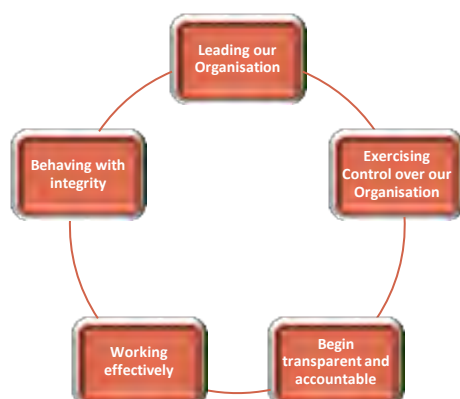 Leading our
Organisation
Exercising
Control over our
Organisation
Begin
transparent and
accountable
Working
effectively
Behaving with
integrity